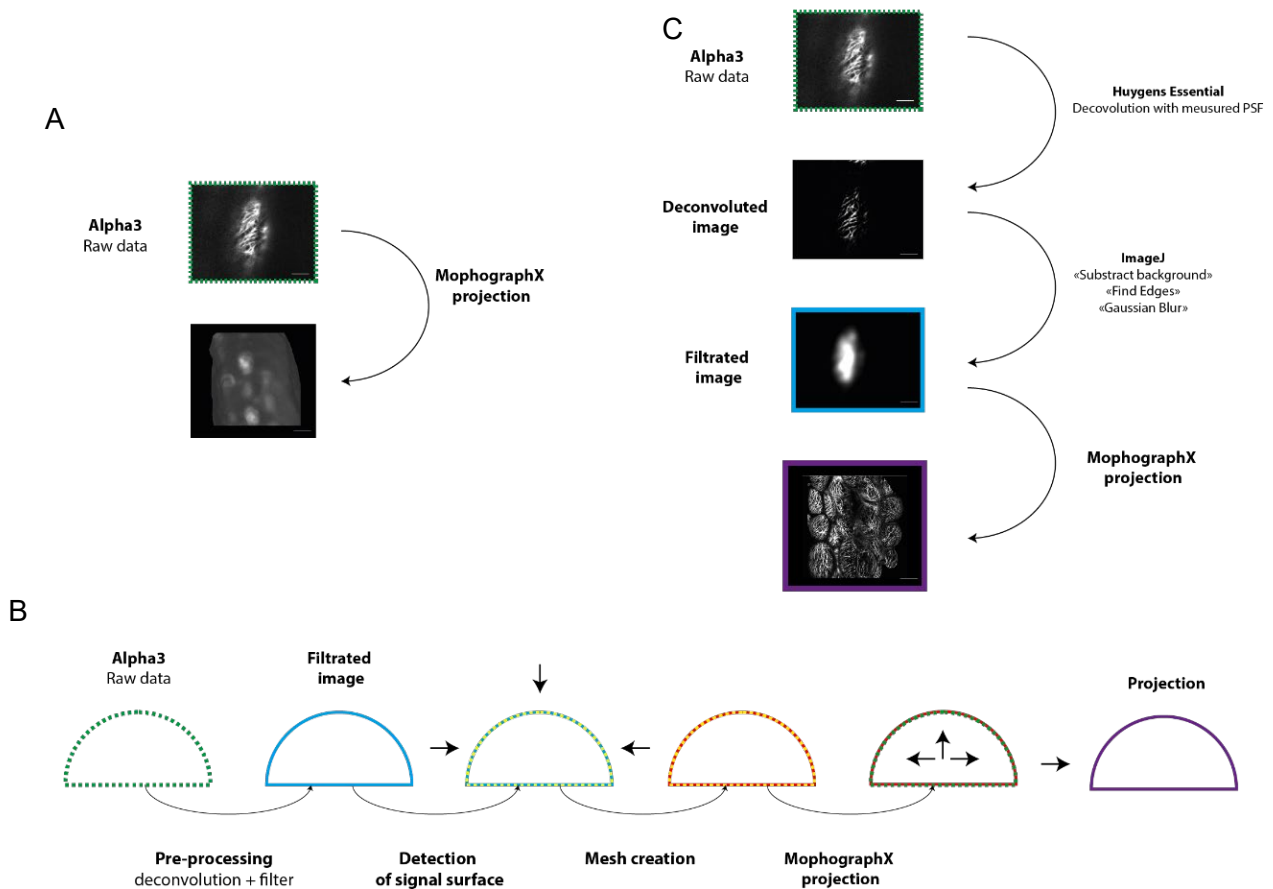 A
Alpha3
Raw data
MophographX
projection
C
Alpha3
Raw data
Huygens Essential
Decovolution with meusured PSF
Deconvoluted
image
ImageJ
«Substract background»
«Find Edges»
«Gaussian Blur»
Filtrated
image
MophographX
projection
B
Alpha3
Raw data
Filtrated
image
Projection
Pre-processing
deconvolution + filter
Detection
of signal surface
Mesh creation
MophographX
projection